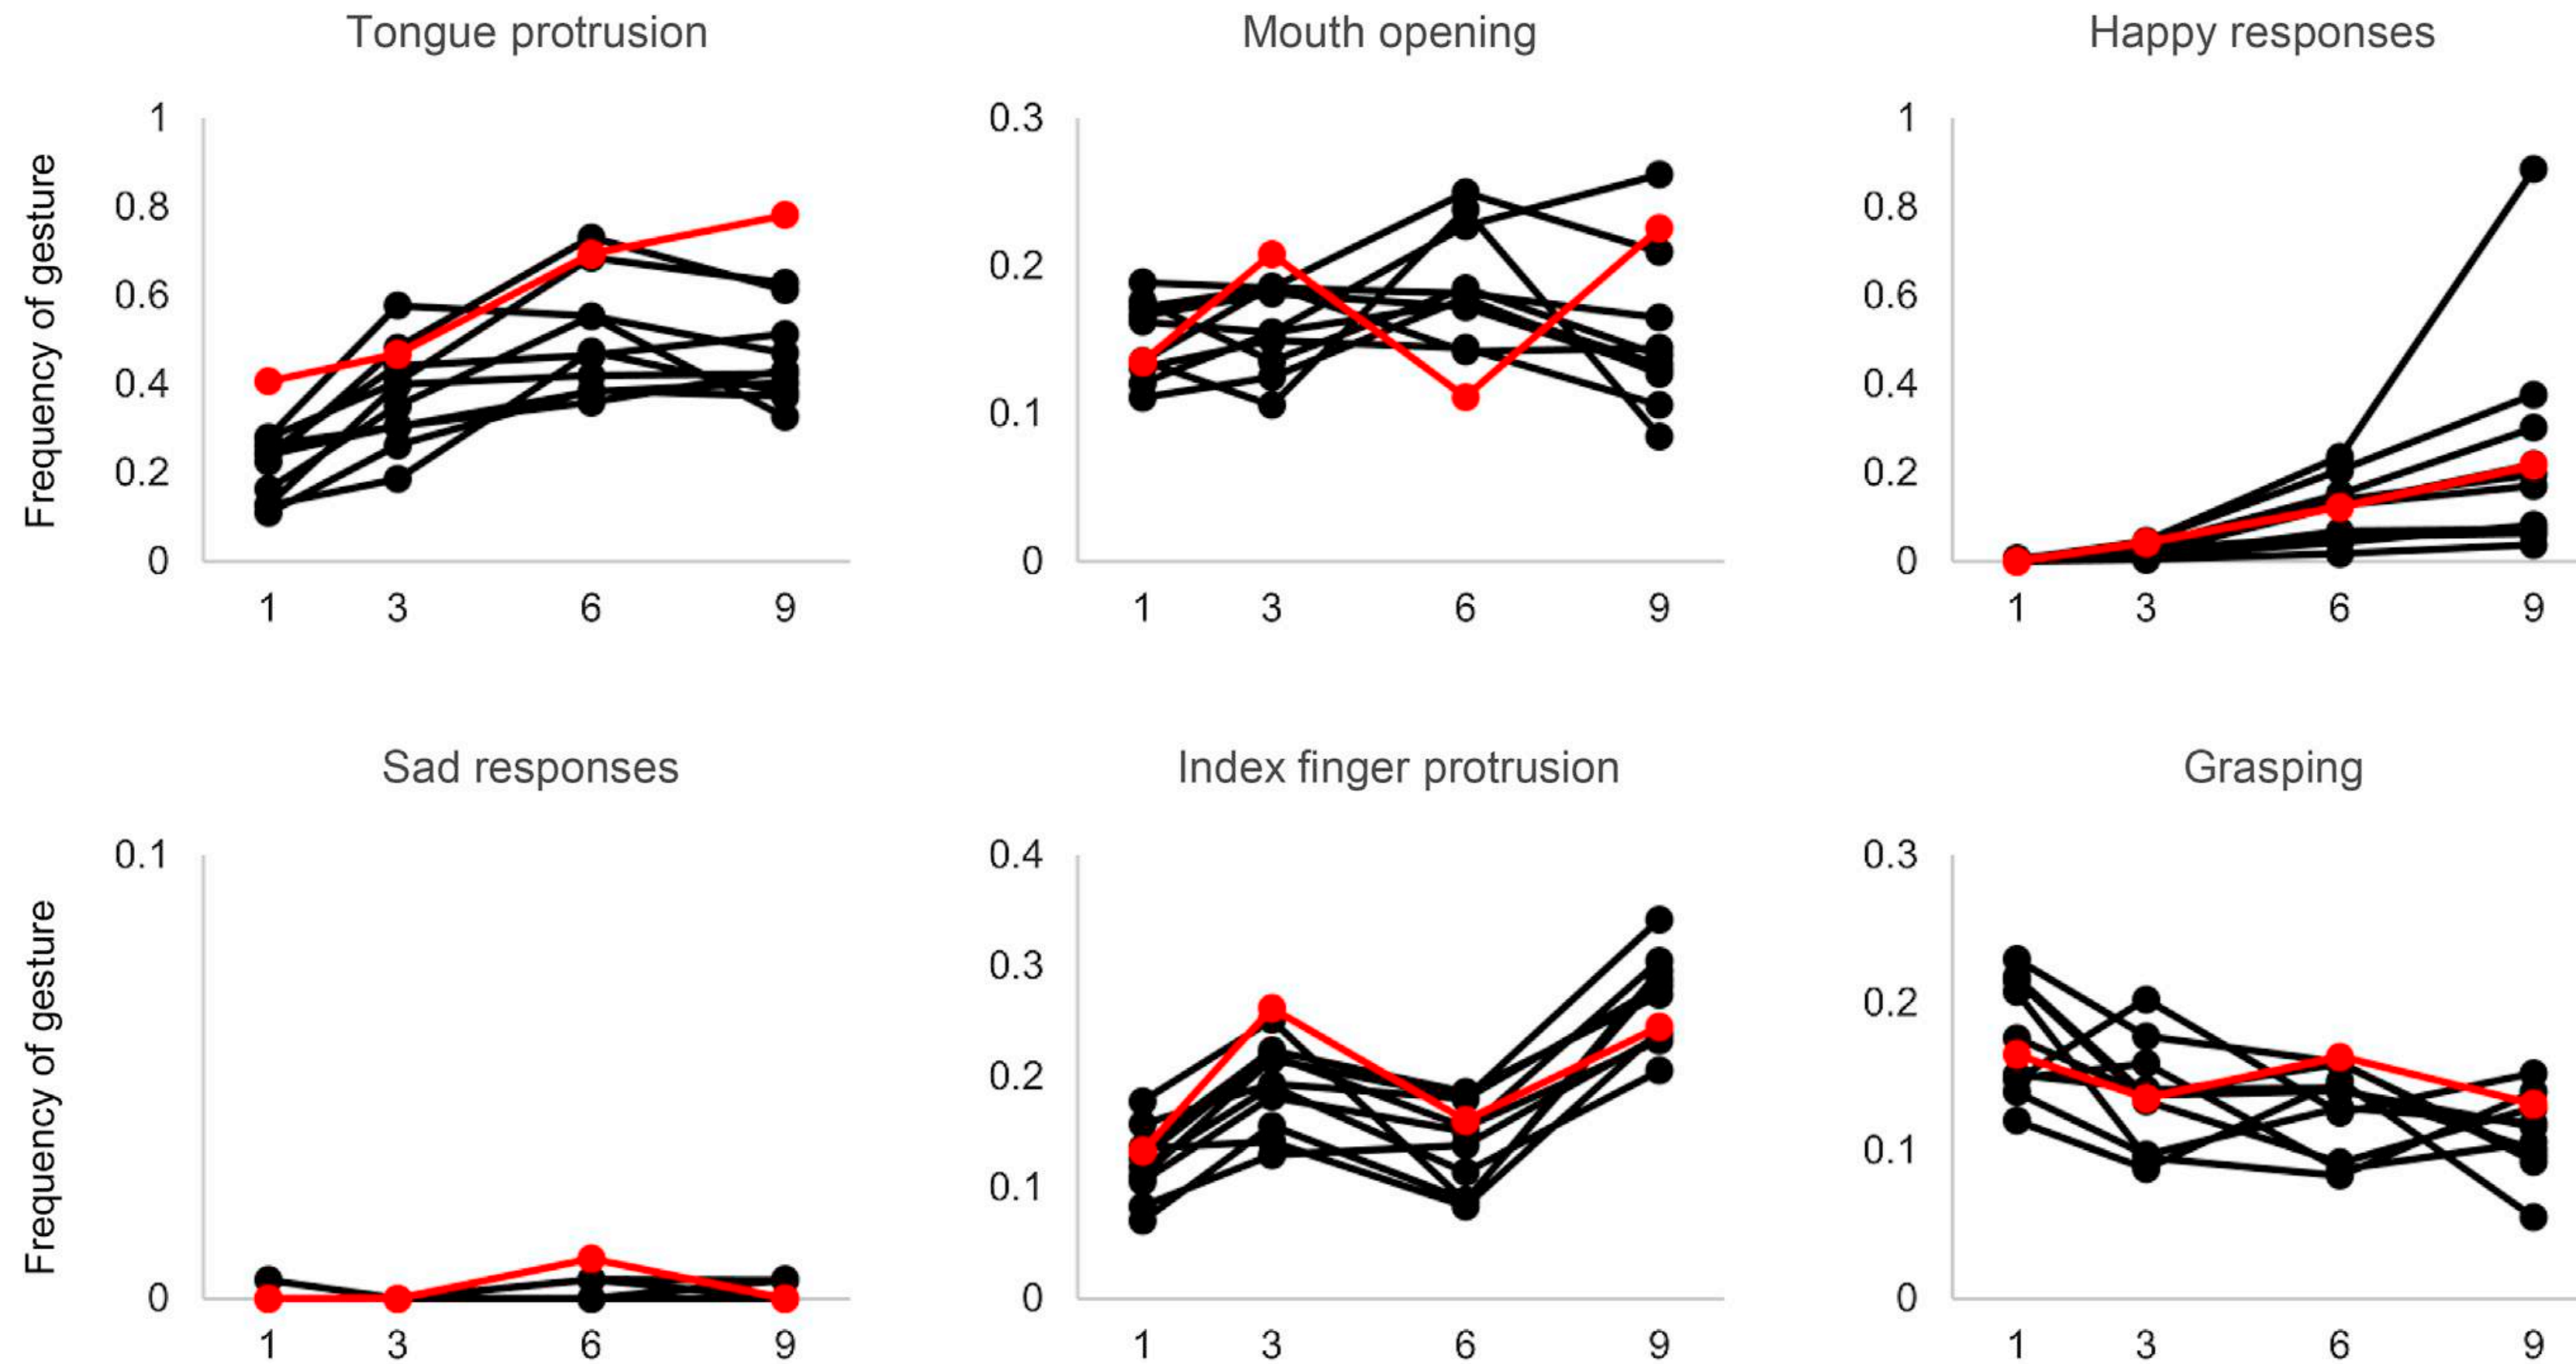 Tongue protrusion
Mouth opening
Happy responses
Frequency of gesture
1
0.8
0.6
0.4
0.2
0
1 3 6 9
0.3
0.2
0.1
0
1 3 6 9
1
0.8
0.6
0.4
0.2
0
1 3 6 9
Sad responses
Index finger protrusion
Grasping
Frequency of gesture
0.1
0
1 3 6 9
0.4
0.3
0.2
0.1
0
1 3 6 9
0.3
0.2
0.1
0
1 3 6 9